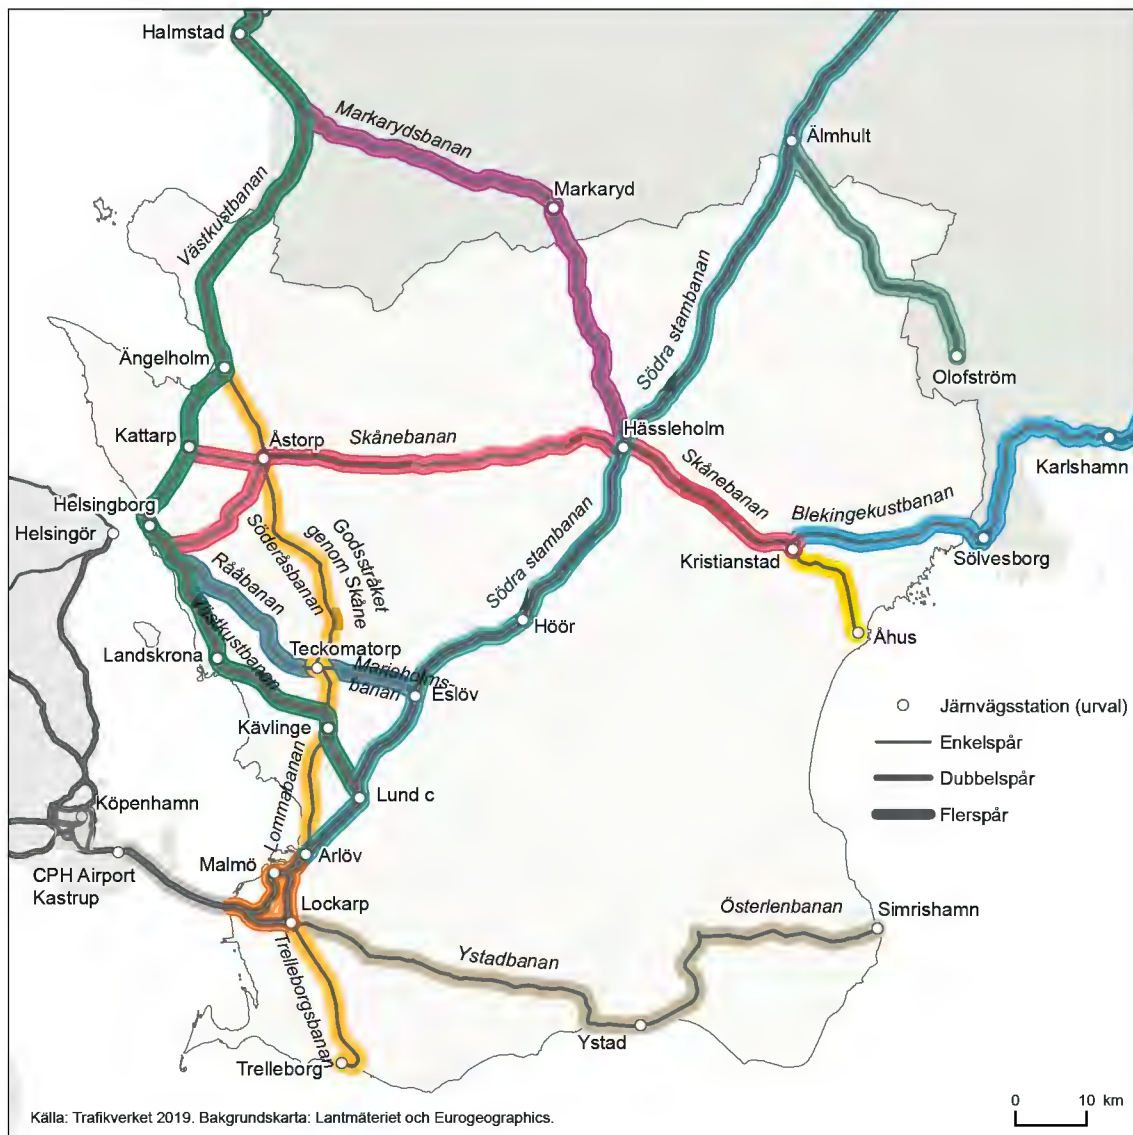 Halmstad
Markarydsbanan
Älmhult
Markaryd
Västkustbanan
Södra stambanan
Ängelholm
Olofström
Kattarp
Åstorp
Skånebanan
Hässleholm
Karlshamn
Skånebanan
Helsingborg
Helsingör
Blekingekustbanan
Södra stambanan
Godsstråket
genom Skåne
Söderåsbanan
Kristianstad
Sölvesborg
Rååbanan
Höör
Åhus
Teckomatorp
Landskrona
Västkustbanan
Marieholms-
banan
Eslöv
Järnvägsstation (urval)
Kävlinge
Enkelspår
Lommabanan
Dubbelspår
Köpenhamn
Lund c
Flerspår
CPH Airport
Kastrup
Malmö
Arlöv
Lockarp
Österlenbanan
Simrishamn
Ystadbanan
Trelleborgsbanan
Ystad
Trelleborg
Källa: Trafikverket 2019. Bakgrundskarta: Lantmäteriet och Eurogeographics.
0 10 km